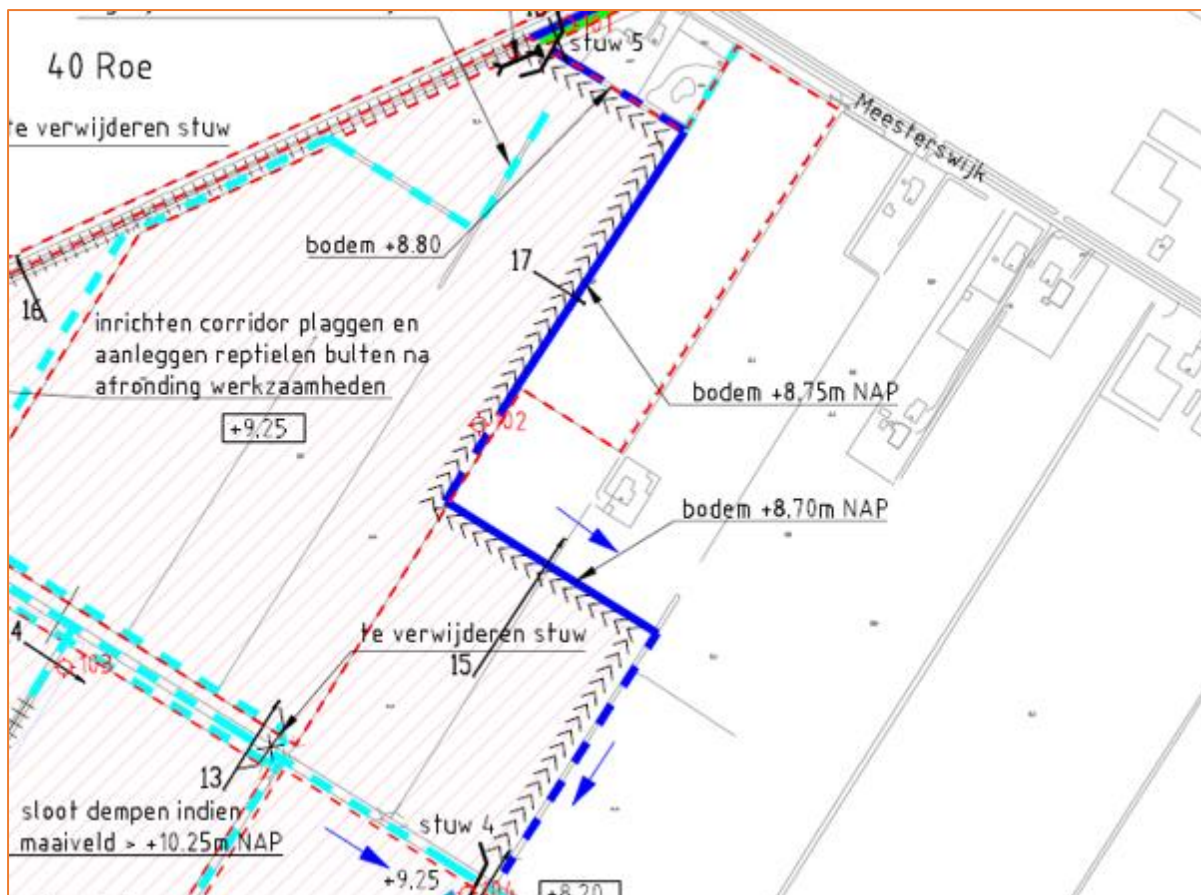 stuw 5
40 Roe
te verwijderen stuw
Meesterswijk
bodem +8.80
17
16
inrichten corridor plaggen en
aanleggen reptielen bulten na
afronding werkzaamheden
bodem +8,75m NAP
+9.25
102
bodem +8,70m NAP
te verwijderen stuw
4
103
15
13
sloot dempen indien
maaiveld > +10.25m NAP
stuw 4
+9.25
+8.20